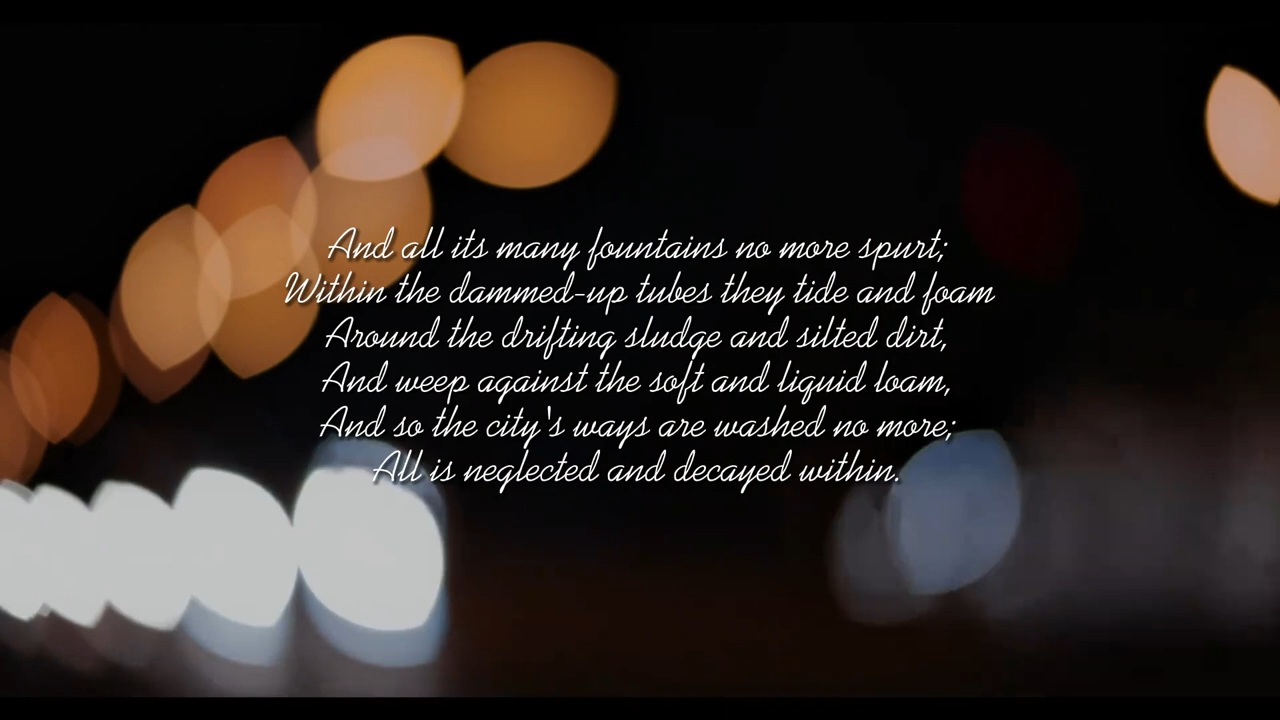 And all its many fountains no more spurt;
Within the dammed-up tubes they tide and foam
Around the drifting sludge and silted dirt,
And weep against the soft and liquid loam,
And so the city's ways are washed no more;
All is neglected and decayed within.